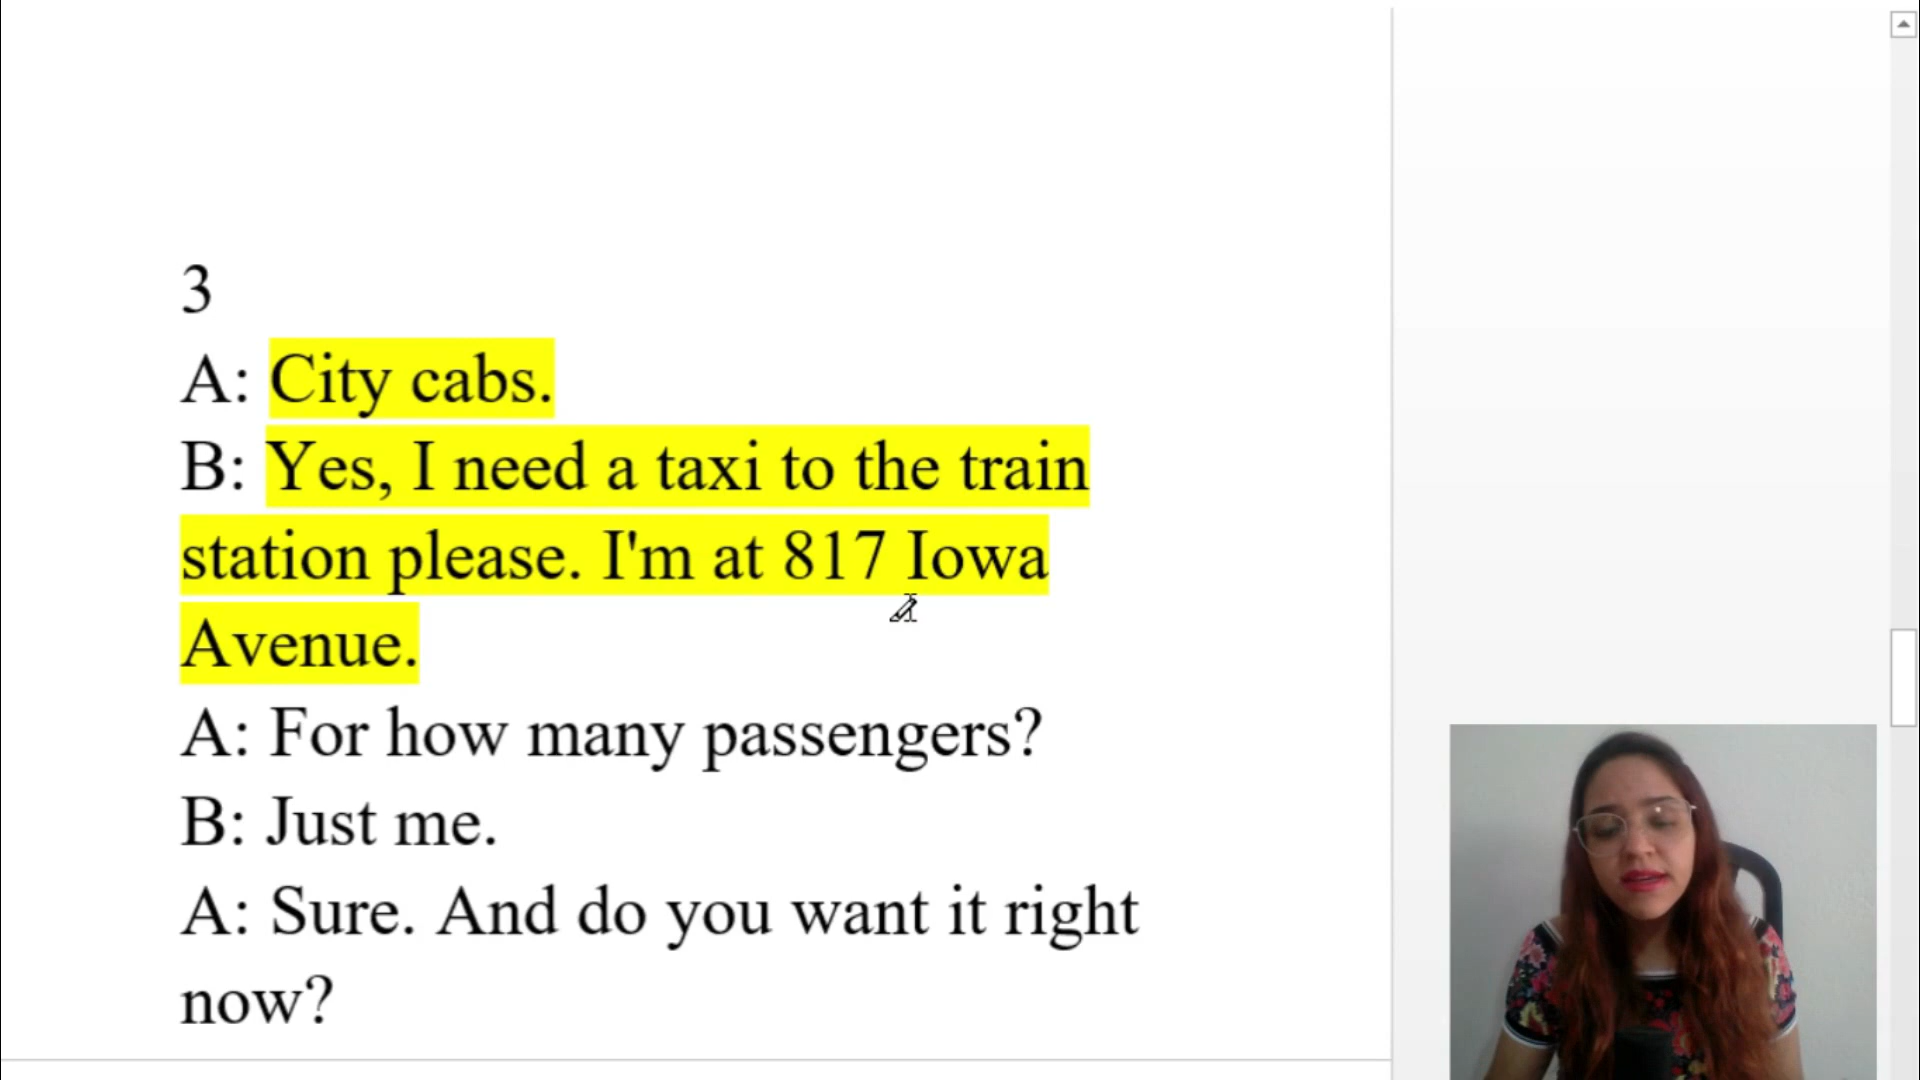 3
A: City cabs.
B: Yes, I need a taxi to the train
station please. I'm at 817 Iowa
Avenue.
A: For how many passengers?
B: Just me.
A: Sure. And do you want it right
now?